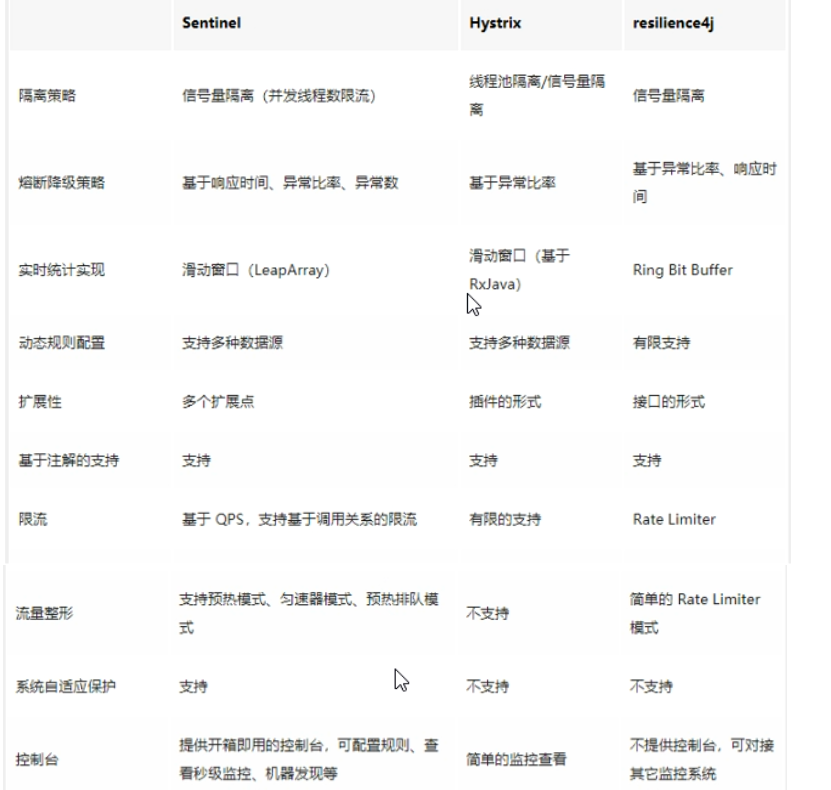 Sentinel Hystrix resilience4j
隔离策略 信号量隔离（并发线程数限流） 线程池隔离/信号量隔 信号量隔离
离
熔断降级策略 基于响应时间、异常比率、异常数 基于异常比率 基于异常比率、响应时
间
实时统计实现 滑动窗口（LeapArray） 滑动窗口（基于 Ring Bit Buffer
RxJava）
动态规则配置 支持多种数据源 支持多种数据源 有限支持
扩展性 多个扩展点 插件的形式 接口的形式
基于注解的支持 支持 支持 支持
限流 基于 QPS，支持基于调用关系的限流 有限的支持 Rate Limiter
流量整形 支持预热模式、匀速器模式、预热排队模 不支持 简单的 Rate Limiter
式 模式
系统自适应保护 支持 不支持 不支持
控制台 提供开箱即用的控制台，可配置规则、查 简单的监控查看 不提供控制台，可对接
看秒级监控、机器发现等 其它监控系统